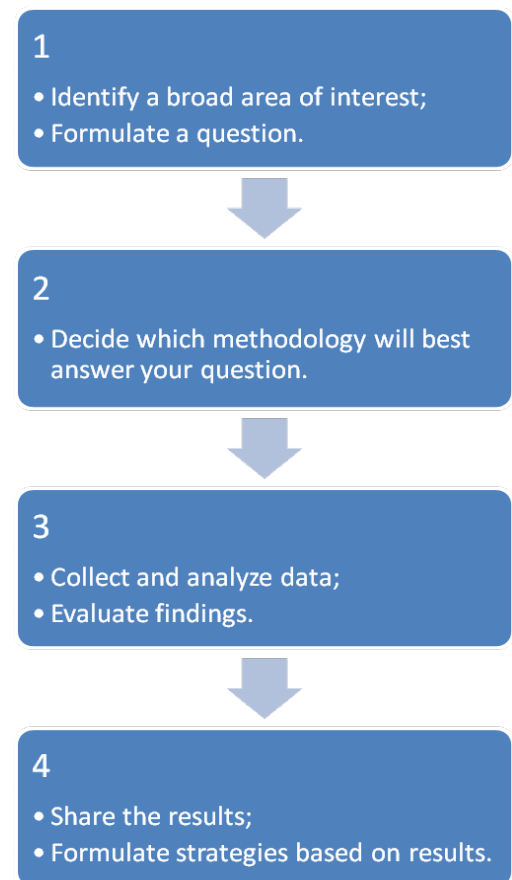 1
• Identify a broad area of interest;
• Formulate a question.
2
• Decide which methodology will best
answer your question.
3
• Collect and analyze data;
• Evaluate findings.
4
• Share the results;
• Formulate strategies based on results.